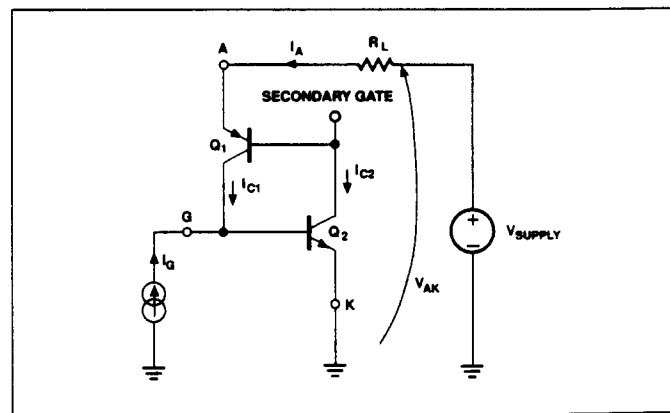 A
I_A
R_L
SECONDARY GATE
Q_1
I_C1
I_C2
G
Q_2
V_SUPPLY
+
−
I_G
K
V_AK